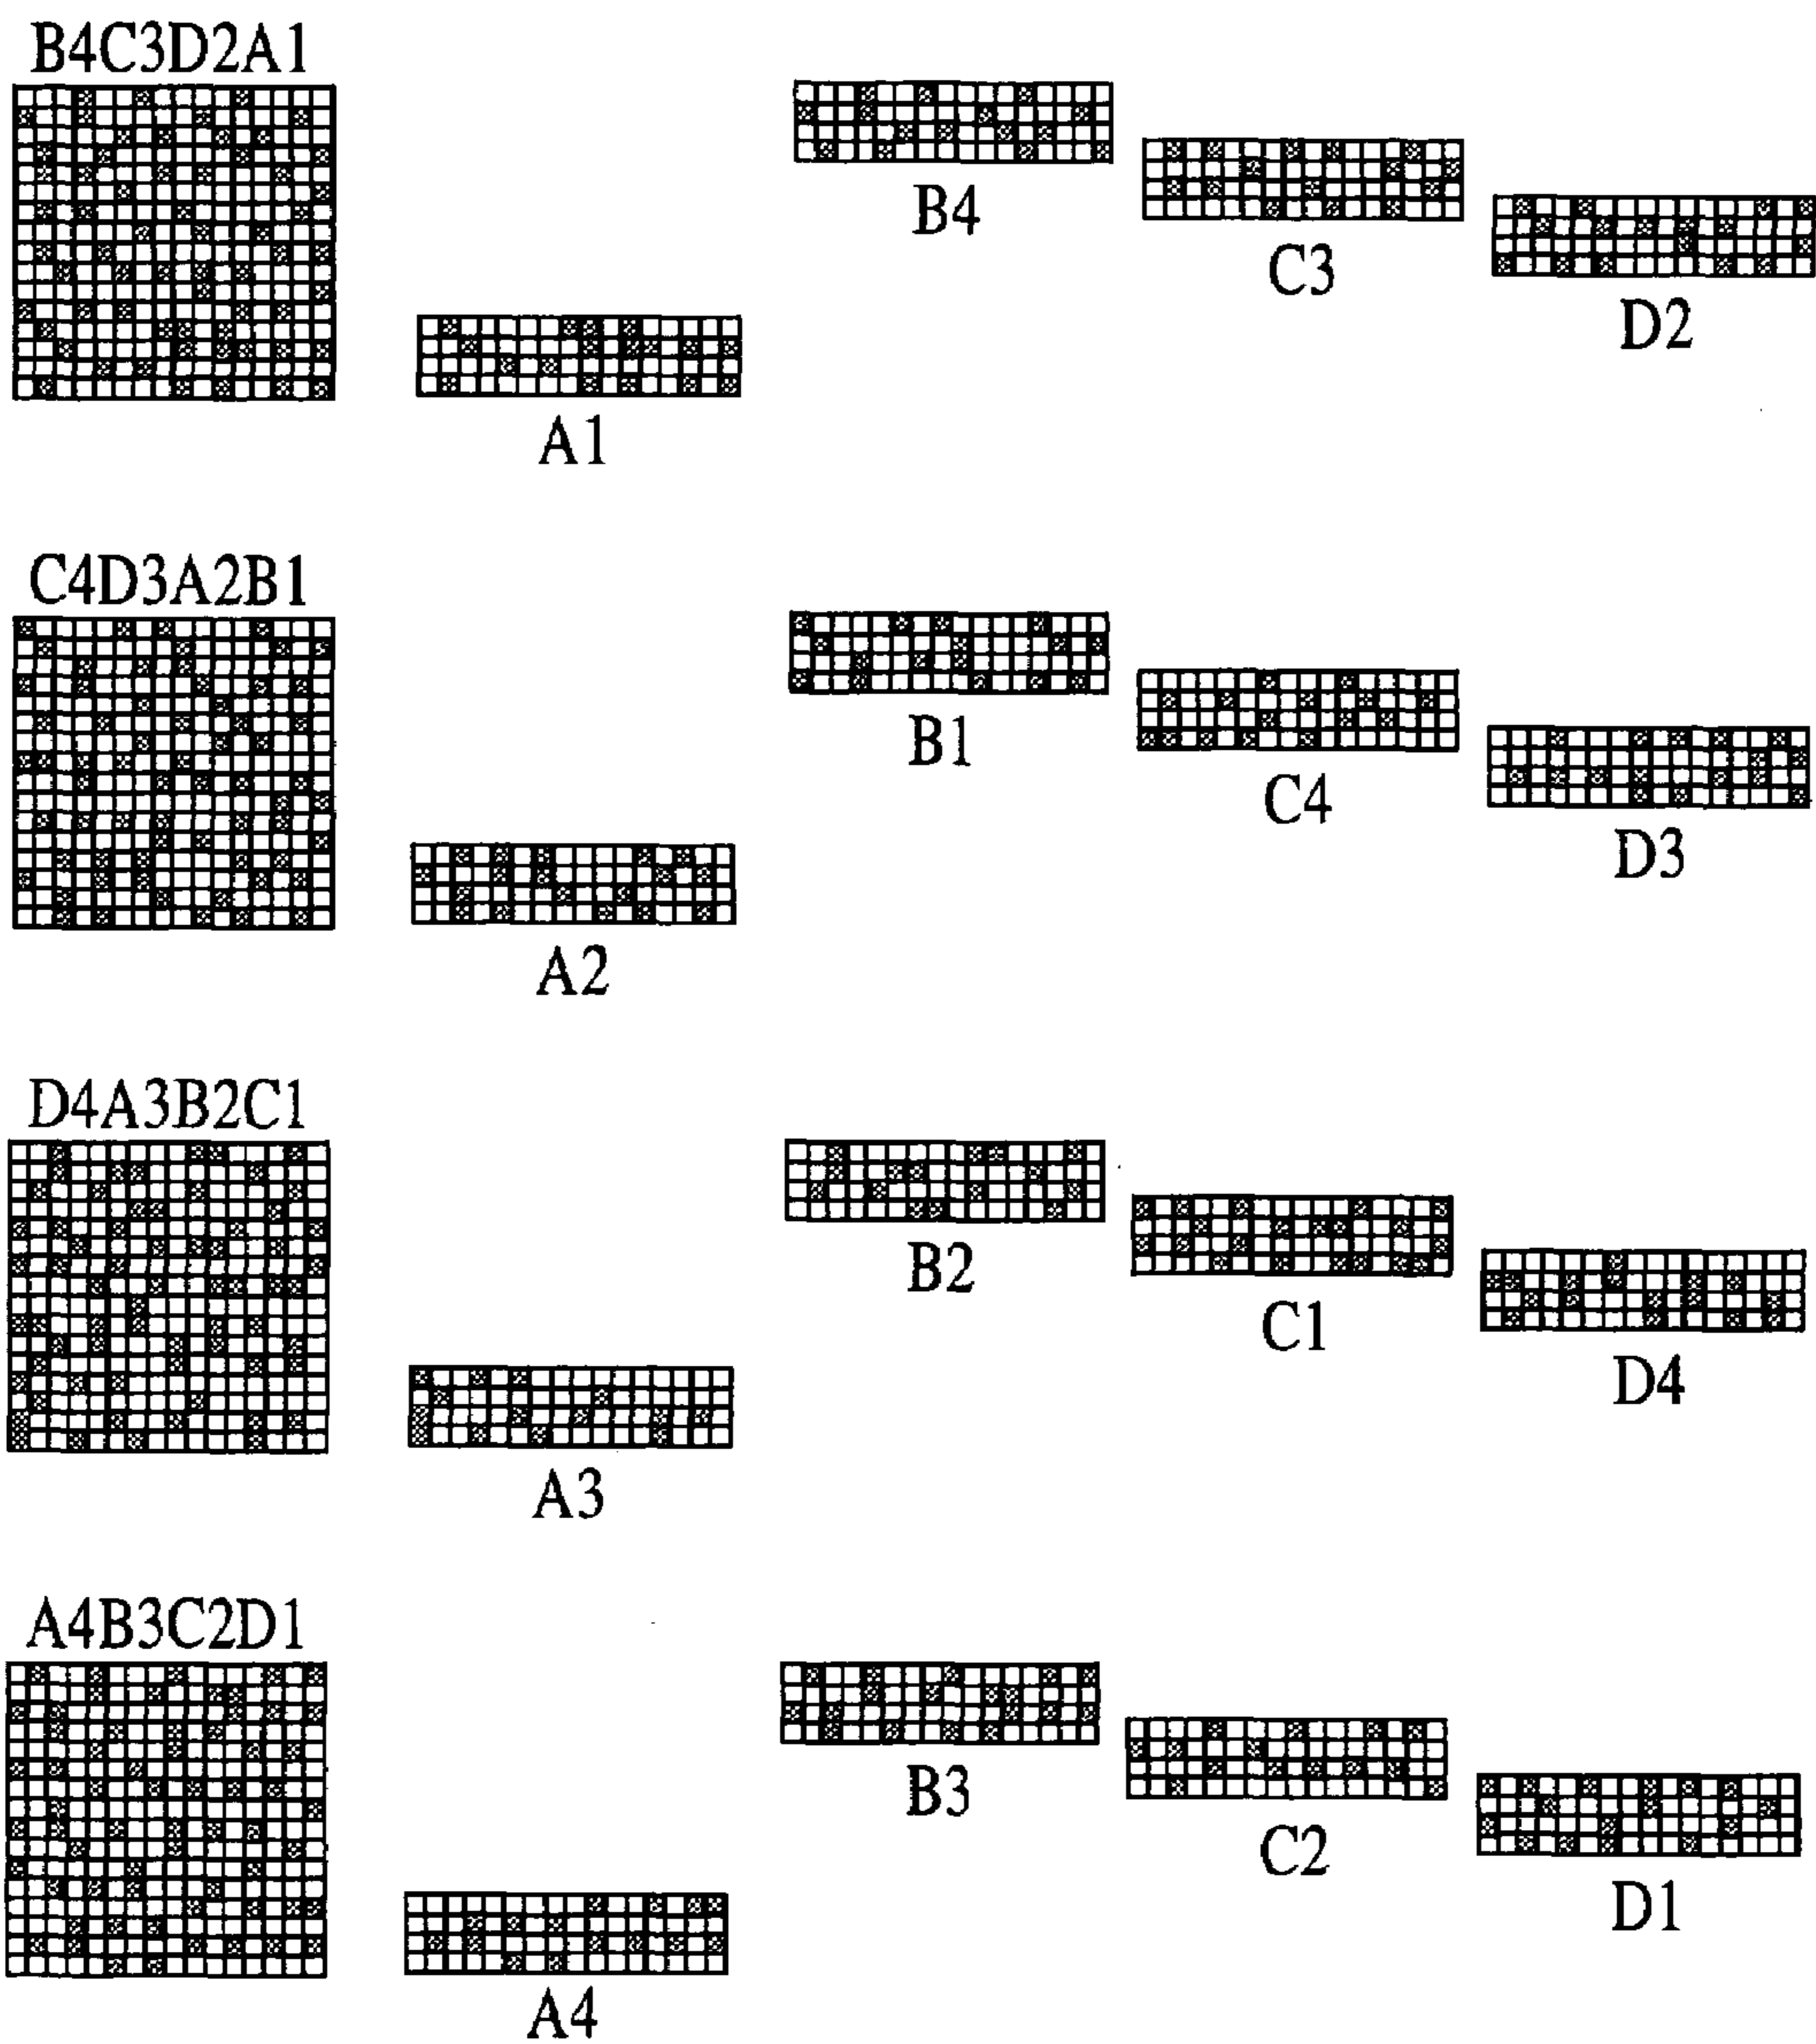 B4C3D2A1
B4
C3
D2
A1
C4D3A2B1
B1
C4
D3
A2
D4A3B2C1
B2
C1
D4
A3
A4B3C2D1
B3
C2
D1
A4